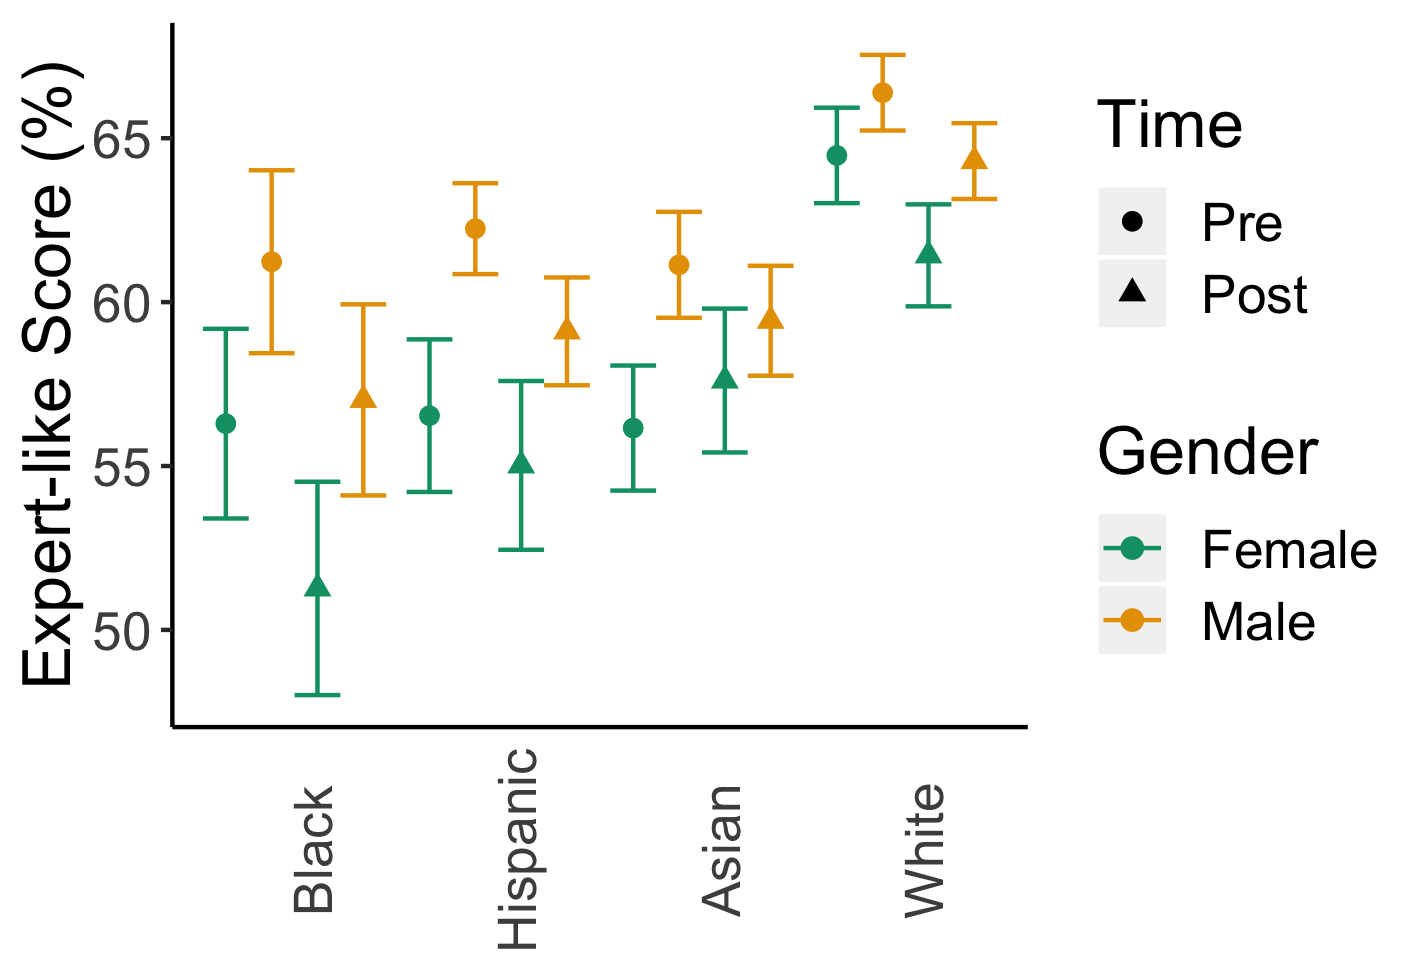 Expert-like Score (%)
65
60
55
50
Black
Hispanic
Asian
White
Time
Pre
Post
Gender
Female
Male